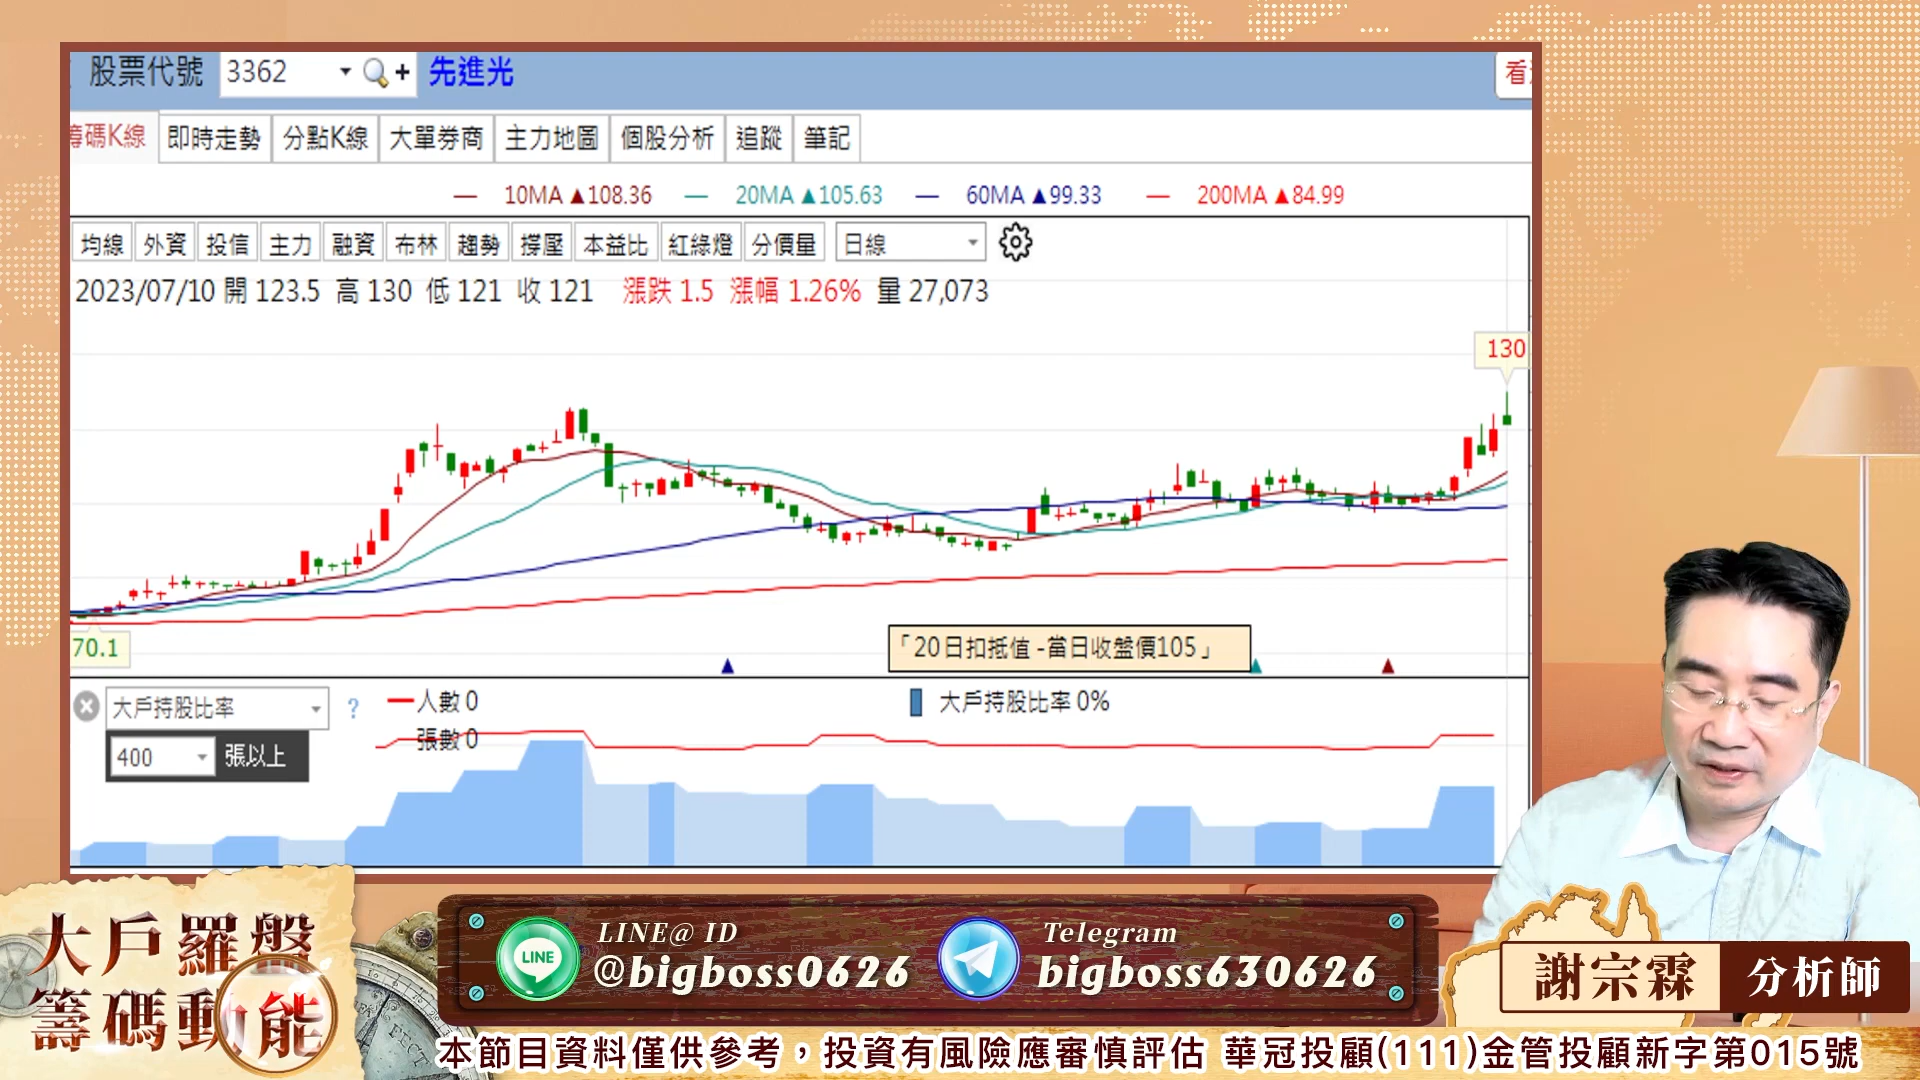 股票代號 3362 先進光
看
籌碼K線 即時走勢 分點K線 大單券商 主力地圖 個股分析 追蹤 筆記
10MA ▲108.36 20MA ▲105.63 60MA ▲99.33 200MA ▲84.99
均線 外資 投信 主力 融資 布林 趨勢 撐壓 本益比 紅綠燈 分價量 日線
2023/07/10 開 123.5 高 130 低 121 收 121 漲跌 1.5 漲幅 1.26% 量 27,073
130
70.1
「20日扣抵值 -當日收盤價105」
大戶持股比率 ? 人數 0 大戶持股比率 0%
張數 0
400 張以上
大戶羅盤
籌碼動能
LINE
LINE@ ID
@bigboss0626
Telegram
bigboss630626
謝宗霖 分析師
本節目資料僅供參考，投資有風險應審慎評估 華冠投顧(111)金管投顧新字第015號